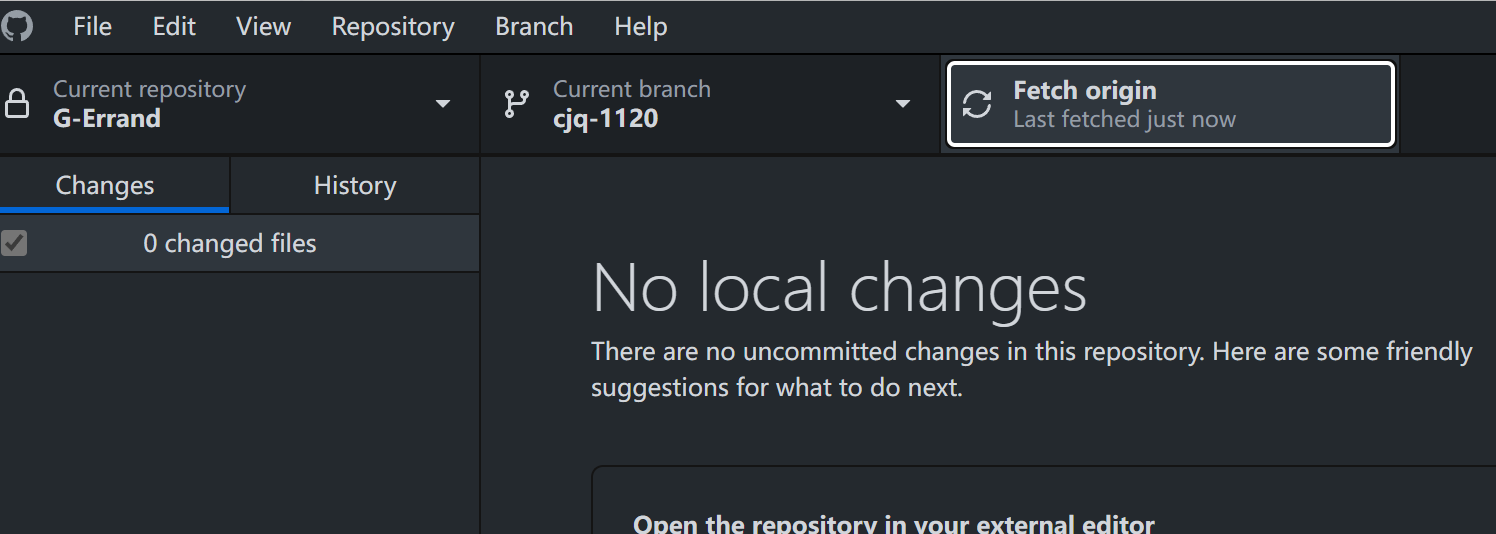 File Edit View Repository Branch Help
Current repository
G-Errand
Current branch
cjq-1120
Fetch origin
Last fetched just now
Changes
History
0 changed files
No local changes
There are no uncommitted changes in this repository. Here are some friendly
suggestions for what to do next.
Open the repository in your external editor